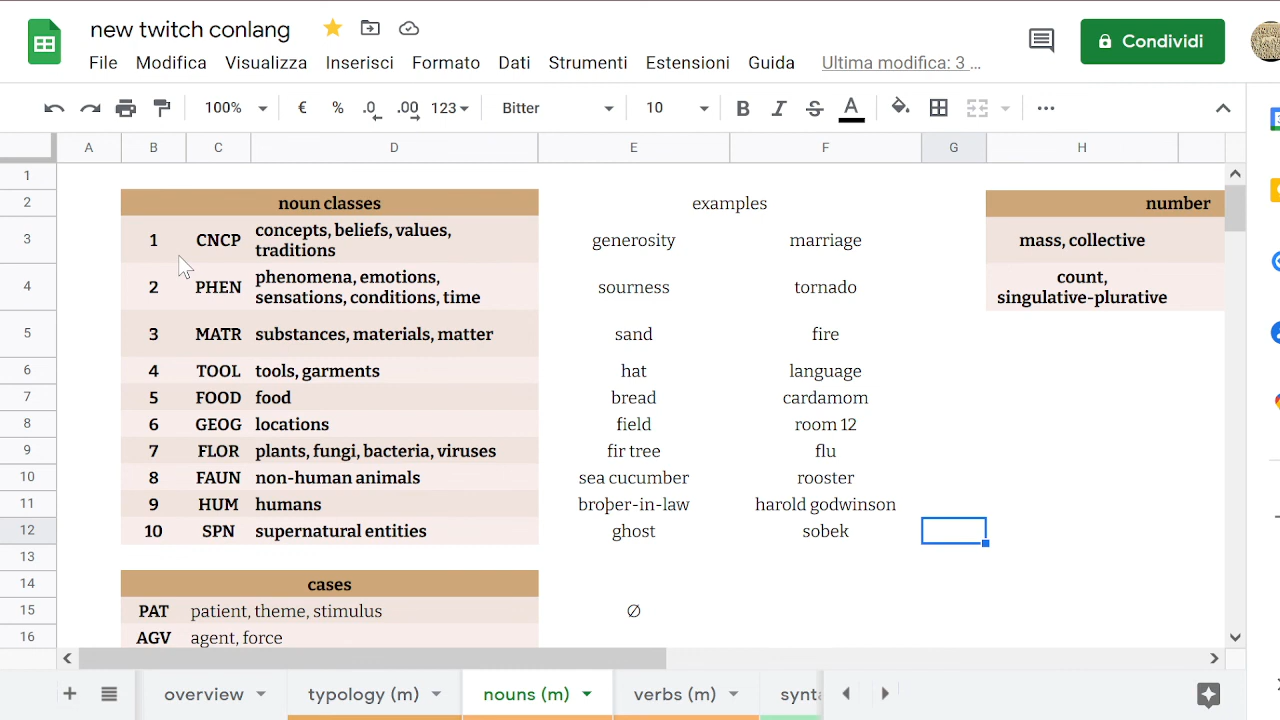 new twitch conlang
File Modifica Visualizza Inserisci Formato Dati Strumenti Estensioni Guida Ultima modifica: 3 …
Condividi
100% € % .0 .00 123 Bitter 10 B I S A
A B C D E F G H
1
2 noun classes examples number
3 1 CNCP concepts, beliefs, values, generosity marriage mass, collective
traditions
4 2 PHEN phenomena, emotions, sourness tornado count,
sensations, conditions, time singulative-plurative
5 3 MATR substances, materials, matter sand fire
6 4 TOOL tools, garments hat language
7 5 FOOD food bread cardamom
8 6 GEOG locations field room 12
9 7 FLOR plants, fungi, bacteria, viruses fir tree flu
10 8 FAUN non-human animals sea cucumber rooster
11 9 HUM humans broþer-in-law harold godwinson
12 10 SPN supernatural entities ghost sobek
13
14 cases
15 PAT patient, theme, stimulus ∅
16 AGV agent, force
overview typology (m) nouns (m) verbs (m) synta